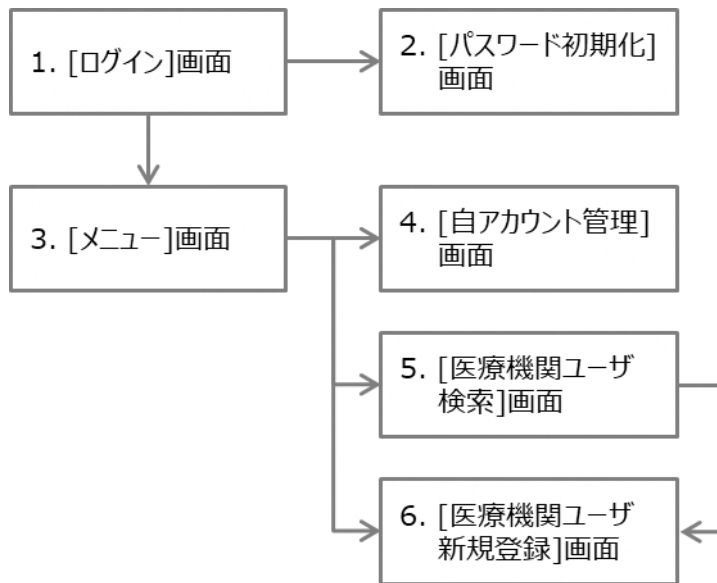 1. [ログイン]画面
2. [パスワード初期化]
画面
3. [メニュー]画面
4. [自アカウント管理]
画面
5. [医療機関ユーザ
検索]画面
6. [医療機関ユーザ
新規登録]画面